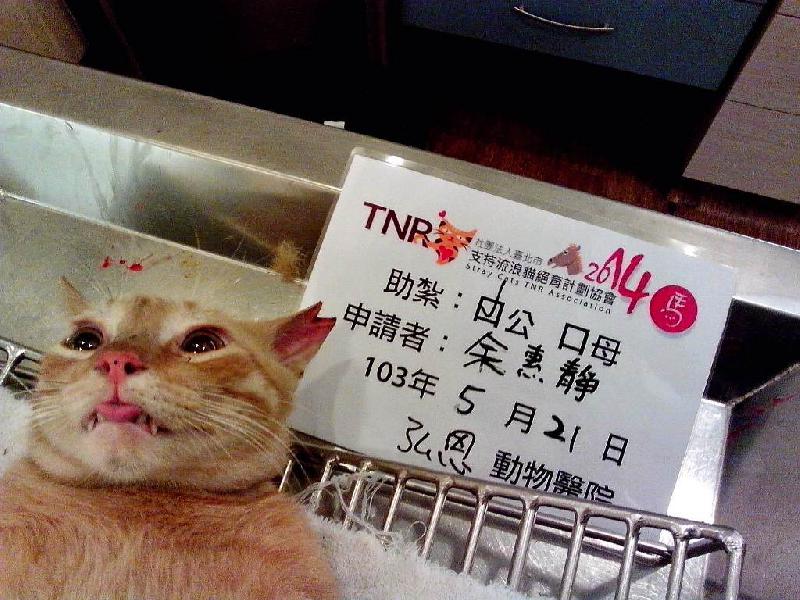 TNR 社團法人臺北市 2014 馬
支持流浪貓絕育計劃協會
Stray Cats TNR Association
助紮：☑公 口母
申請者：余惠靜
103年 5 月 21 日
弘恩 動物醫院